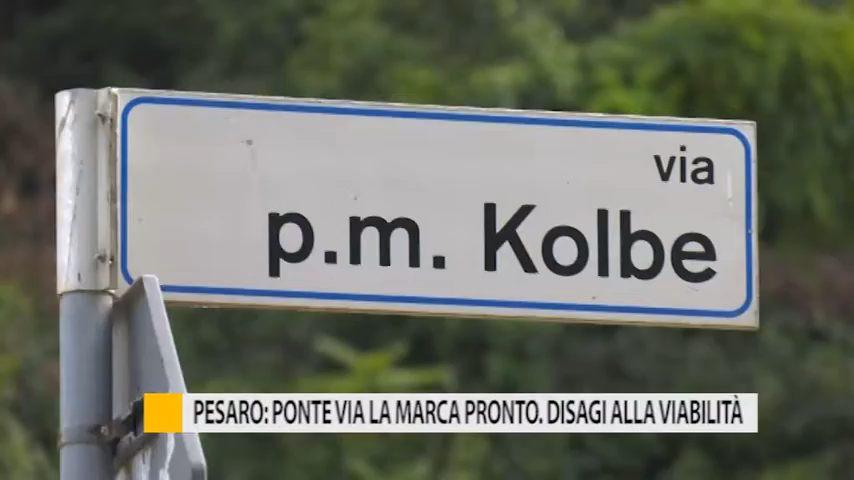 via
p.m. Kolbe
PESARO: PONTE VIA LA MARCA PRONTO. DISAGI ALLA VIABILITÀ